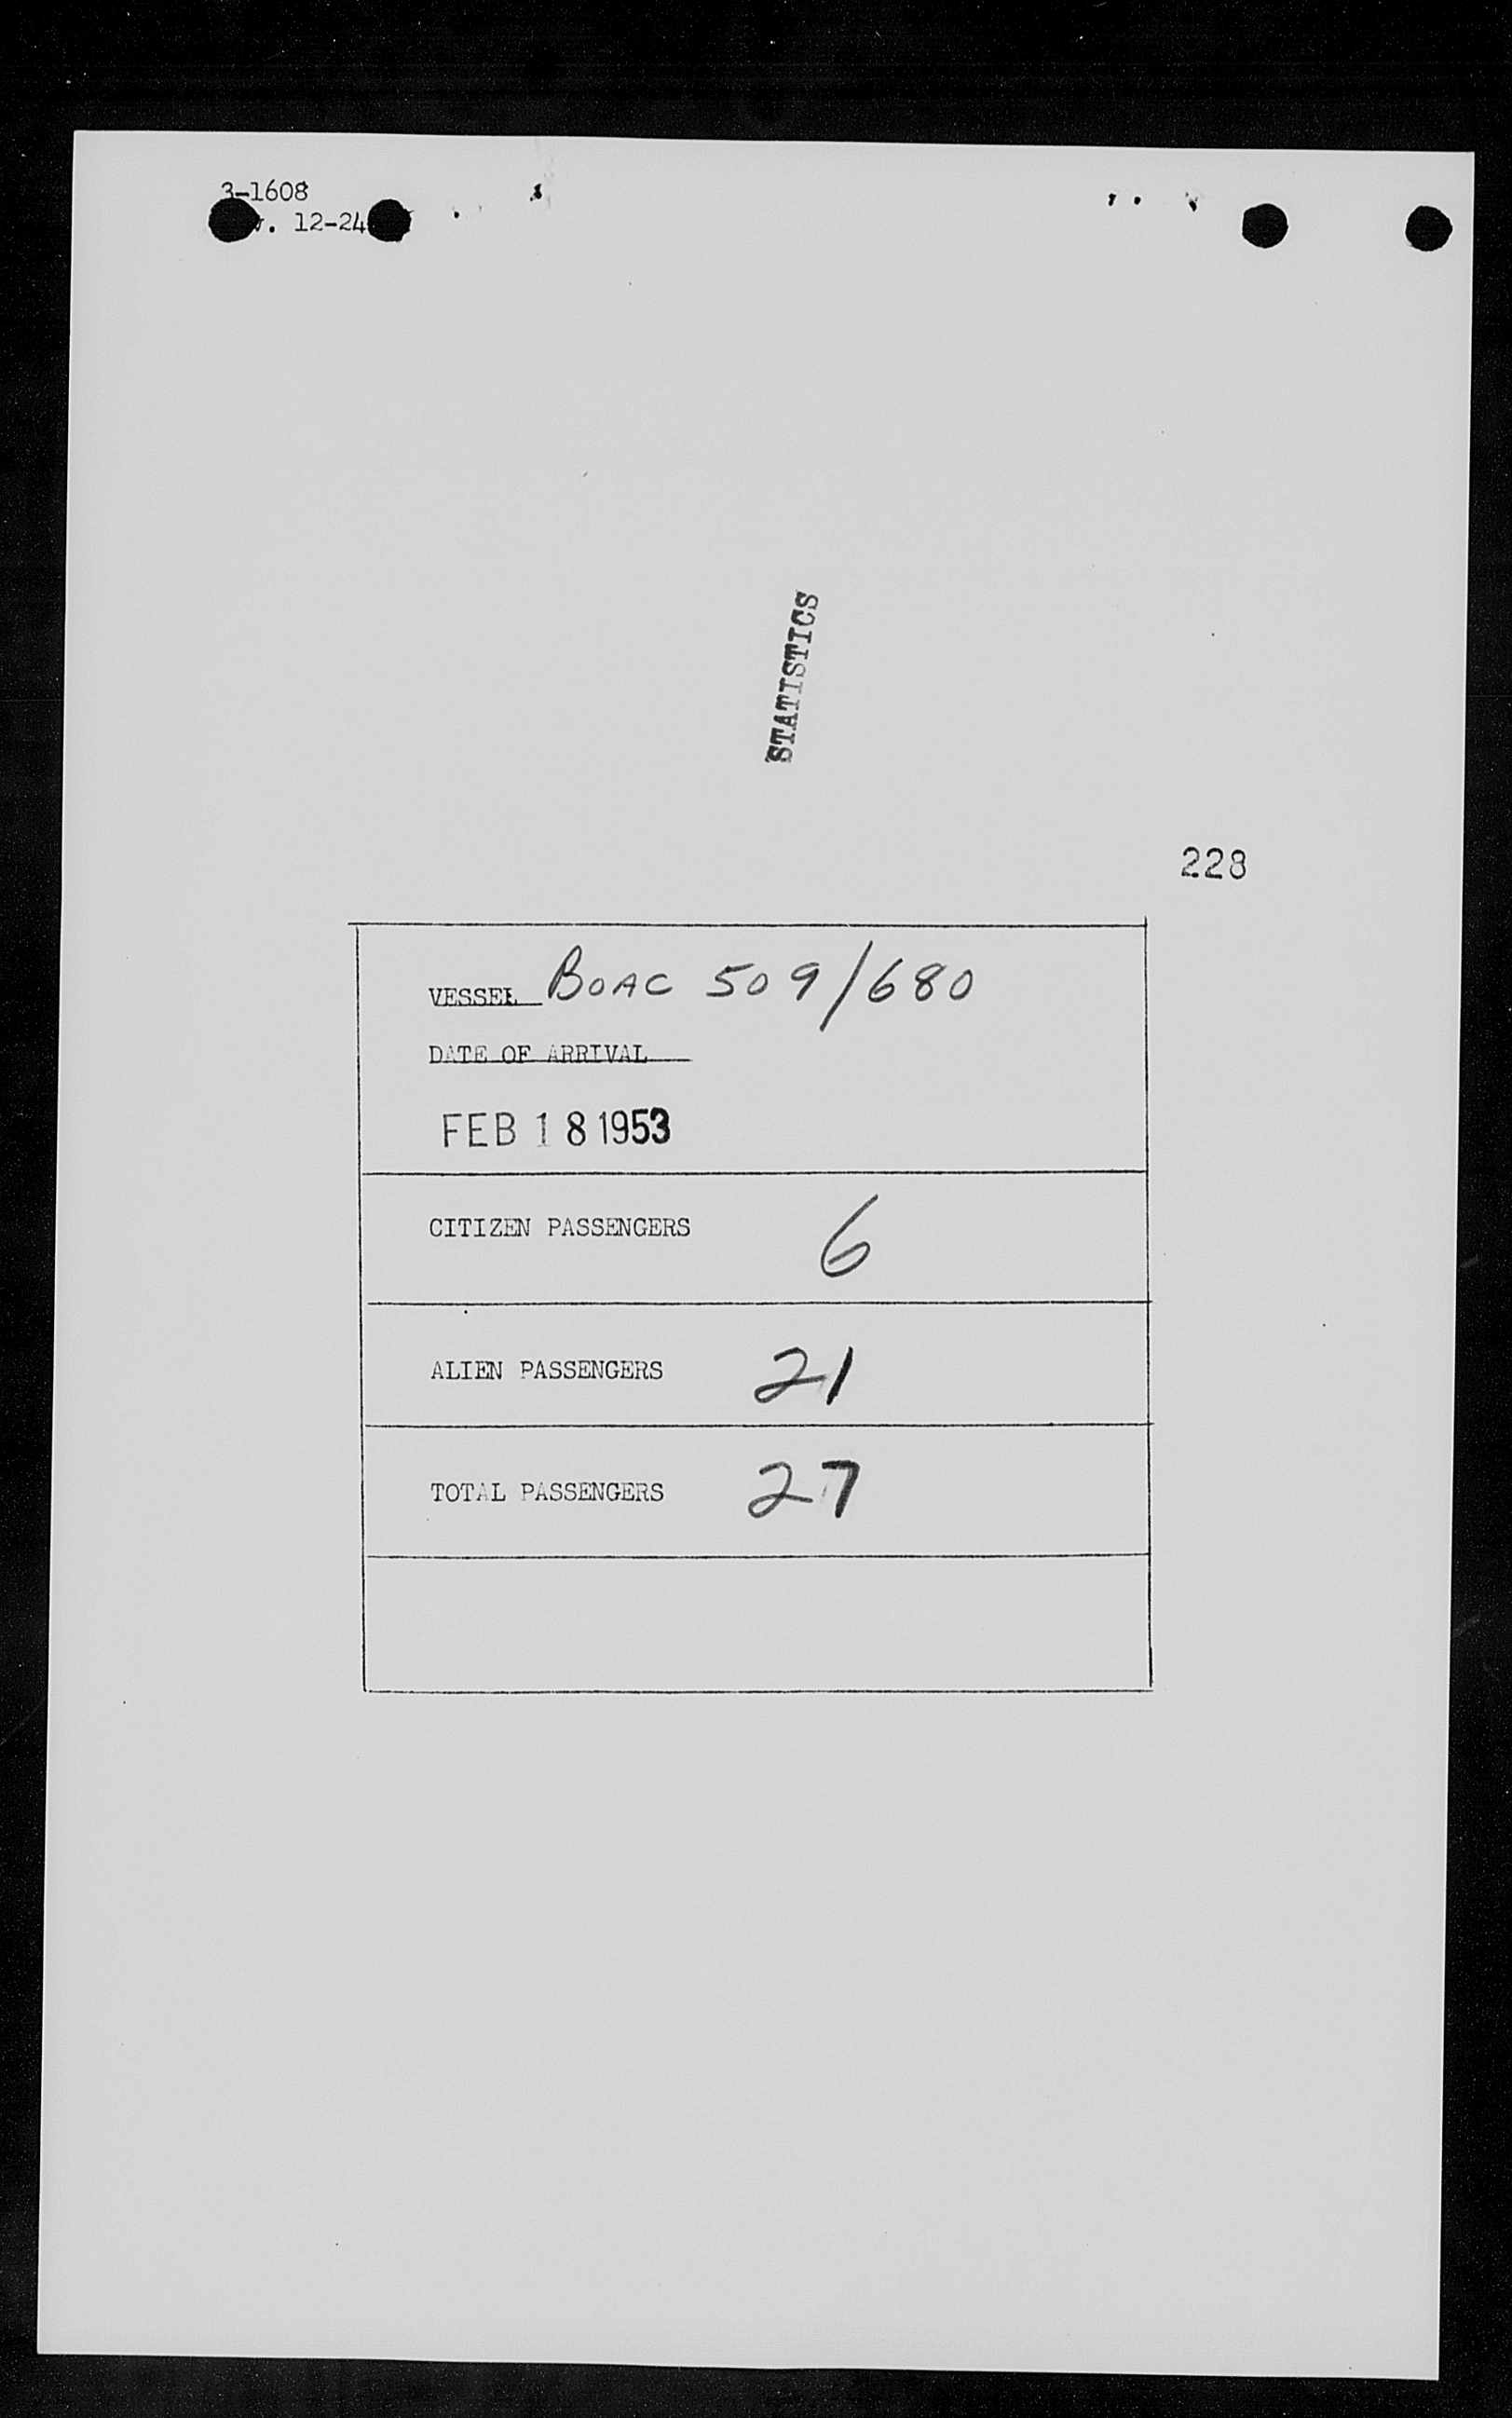 3-1608
v. 12-24
STATISTICS
228
VESSEL BOAC 509/680
DATE OF ARRIVAL
FEB 18 1953
CITIZEN PASSENGERS 6
ALIEN PASSENGERS 21
TOTAL PASSENGERS 27